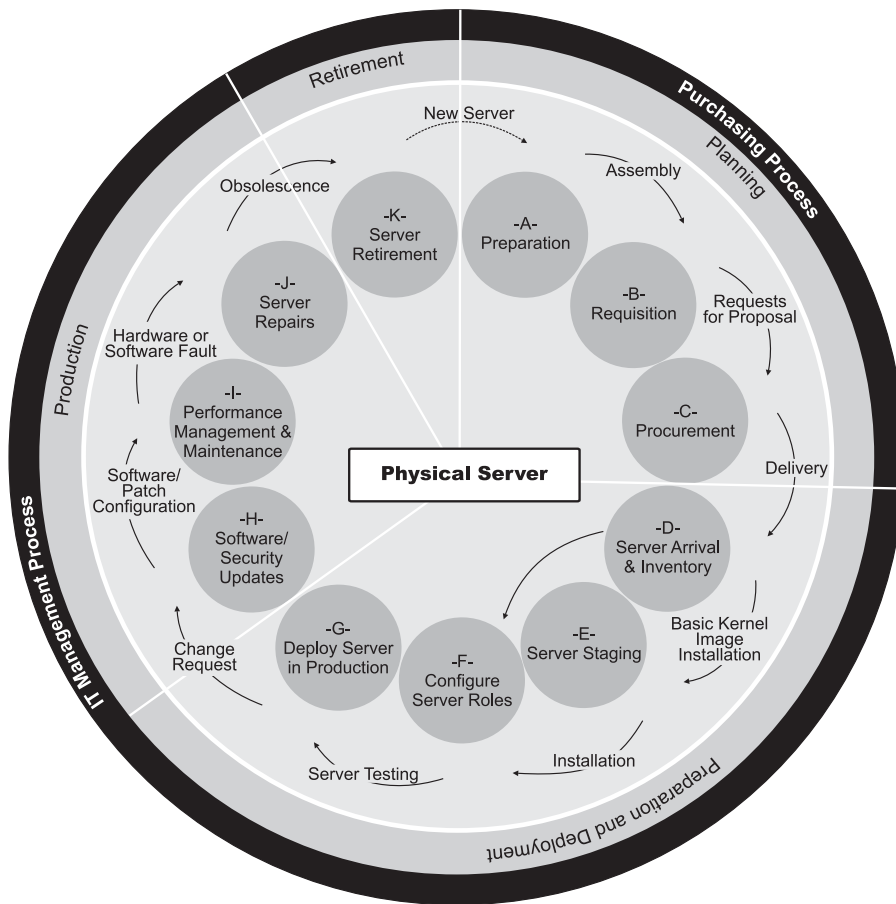 Retirement
Purchasing Process
Planning
New Server
Assembly
Obsolescence
-K-
Server
Retirement
-A-
Preparation
-J-
Server
Repairs
-B-
Requisition
Requests
for Proposal
Hardware or
Software Fault
Production
-I-
Performance
Management &
Maintenance
-C-
Procurement
Physical Server
Delivery
Software/
Patch
Configuration
IT Management Process
-H-
Software/
Security
Updates
-D-
Server Arrival
& Inventory
Basic Kernel
Image
Installation
-G-
Deploy Server
in Production
-F-
Configure
Server Roles
-E-
Server Staging
Change
Request
Server Testing
Installation
Preparation and Deployment